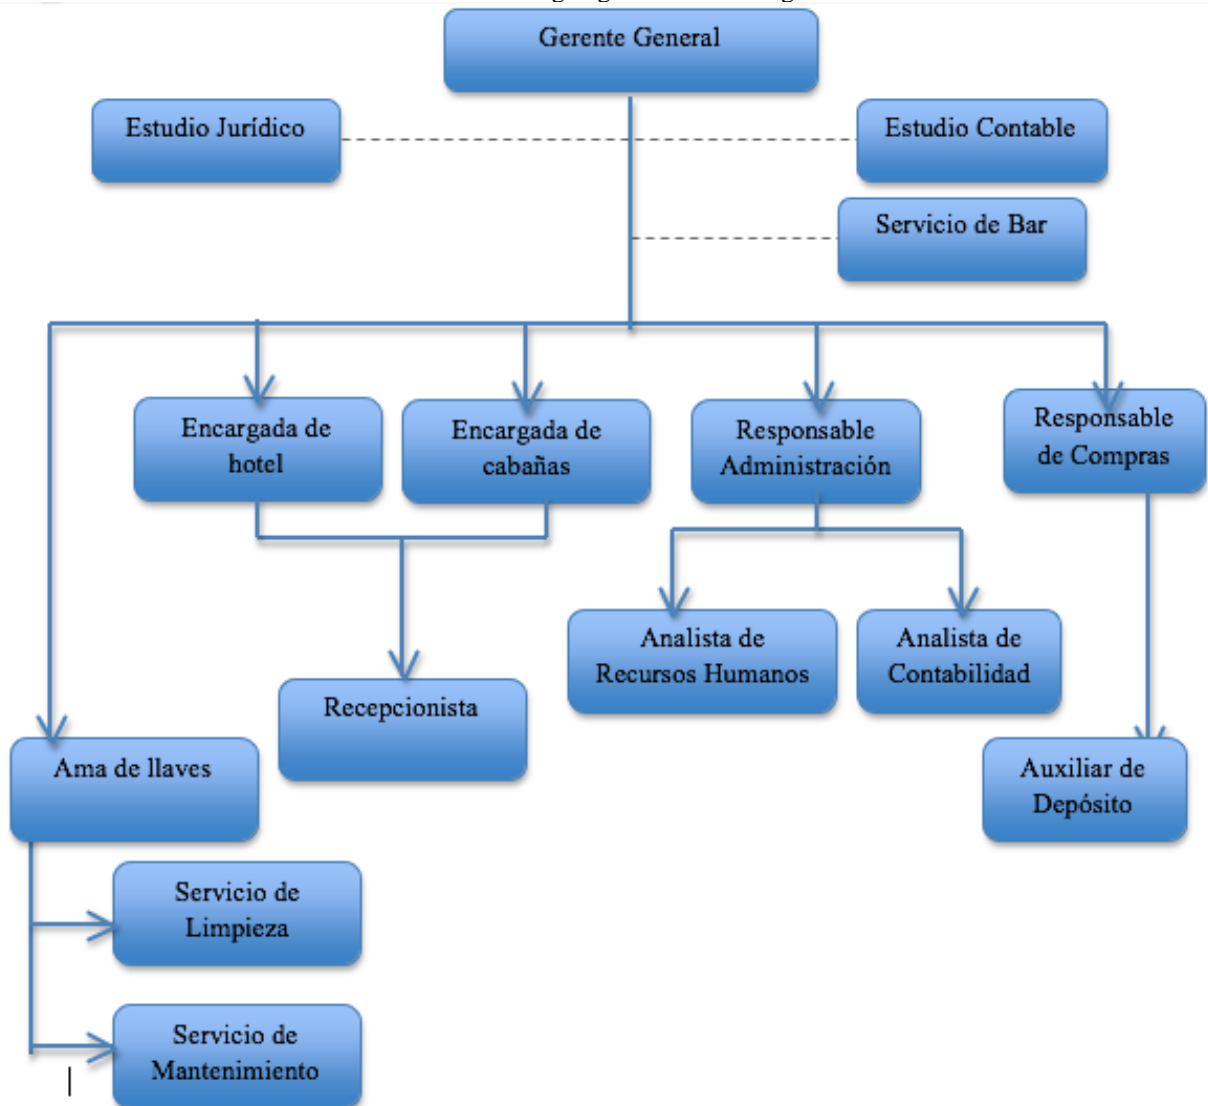 Gerente General
Estudio Jurídico
Estudio Contable
Servicio de Bar
Encargada de
hotel
Encargada de
cabañas
Responsable
Administración
Responsable
de Compras
Analista de
Recursos Humanos
Analista de
Contabilidad
Recepcionista
Ama de llaves
Auxiliar de
Depósito
Servicio de
Limpieza
Servicio de
Mantenimiento